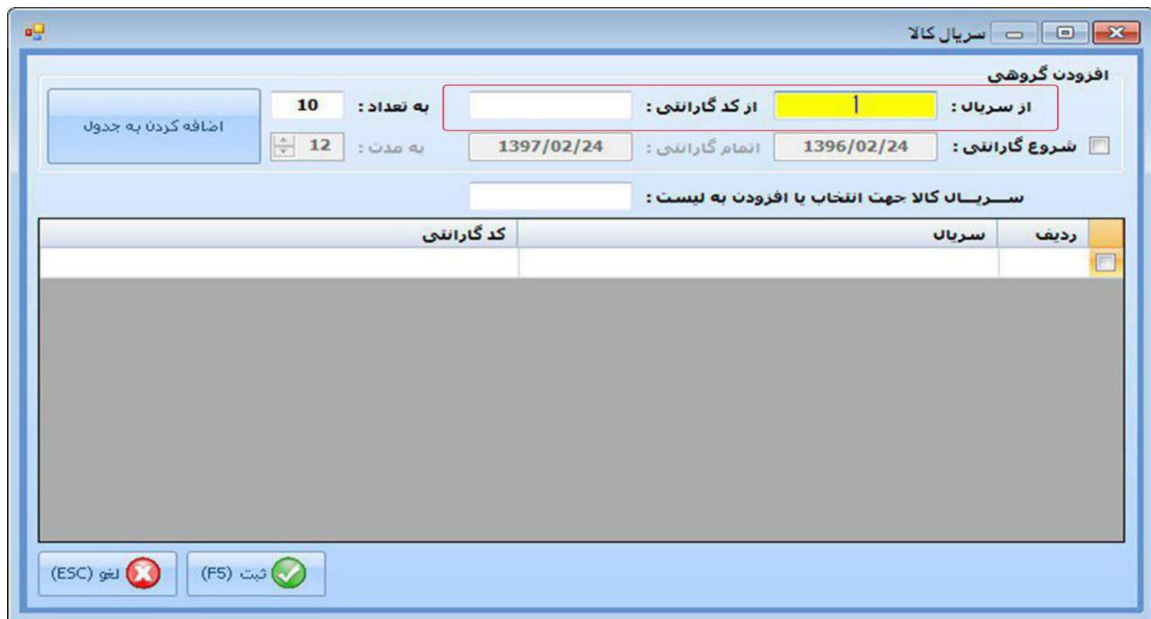 سریال کالا
افزودن گروهی
از سریال : 1 از کد گارانتی : به تعداد : 10
اضافه کردن به جدول
شروع گارانتی : 1396/02/24 اتمام گارانتی : 1397/02/24 به مدت : 12
ســـریـــال کالا جهت انتخاب یا افزودن به لیست :
ردیف سریال کد گارانتی
ثبت (F5) لغو (ESC)